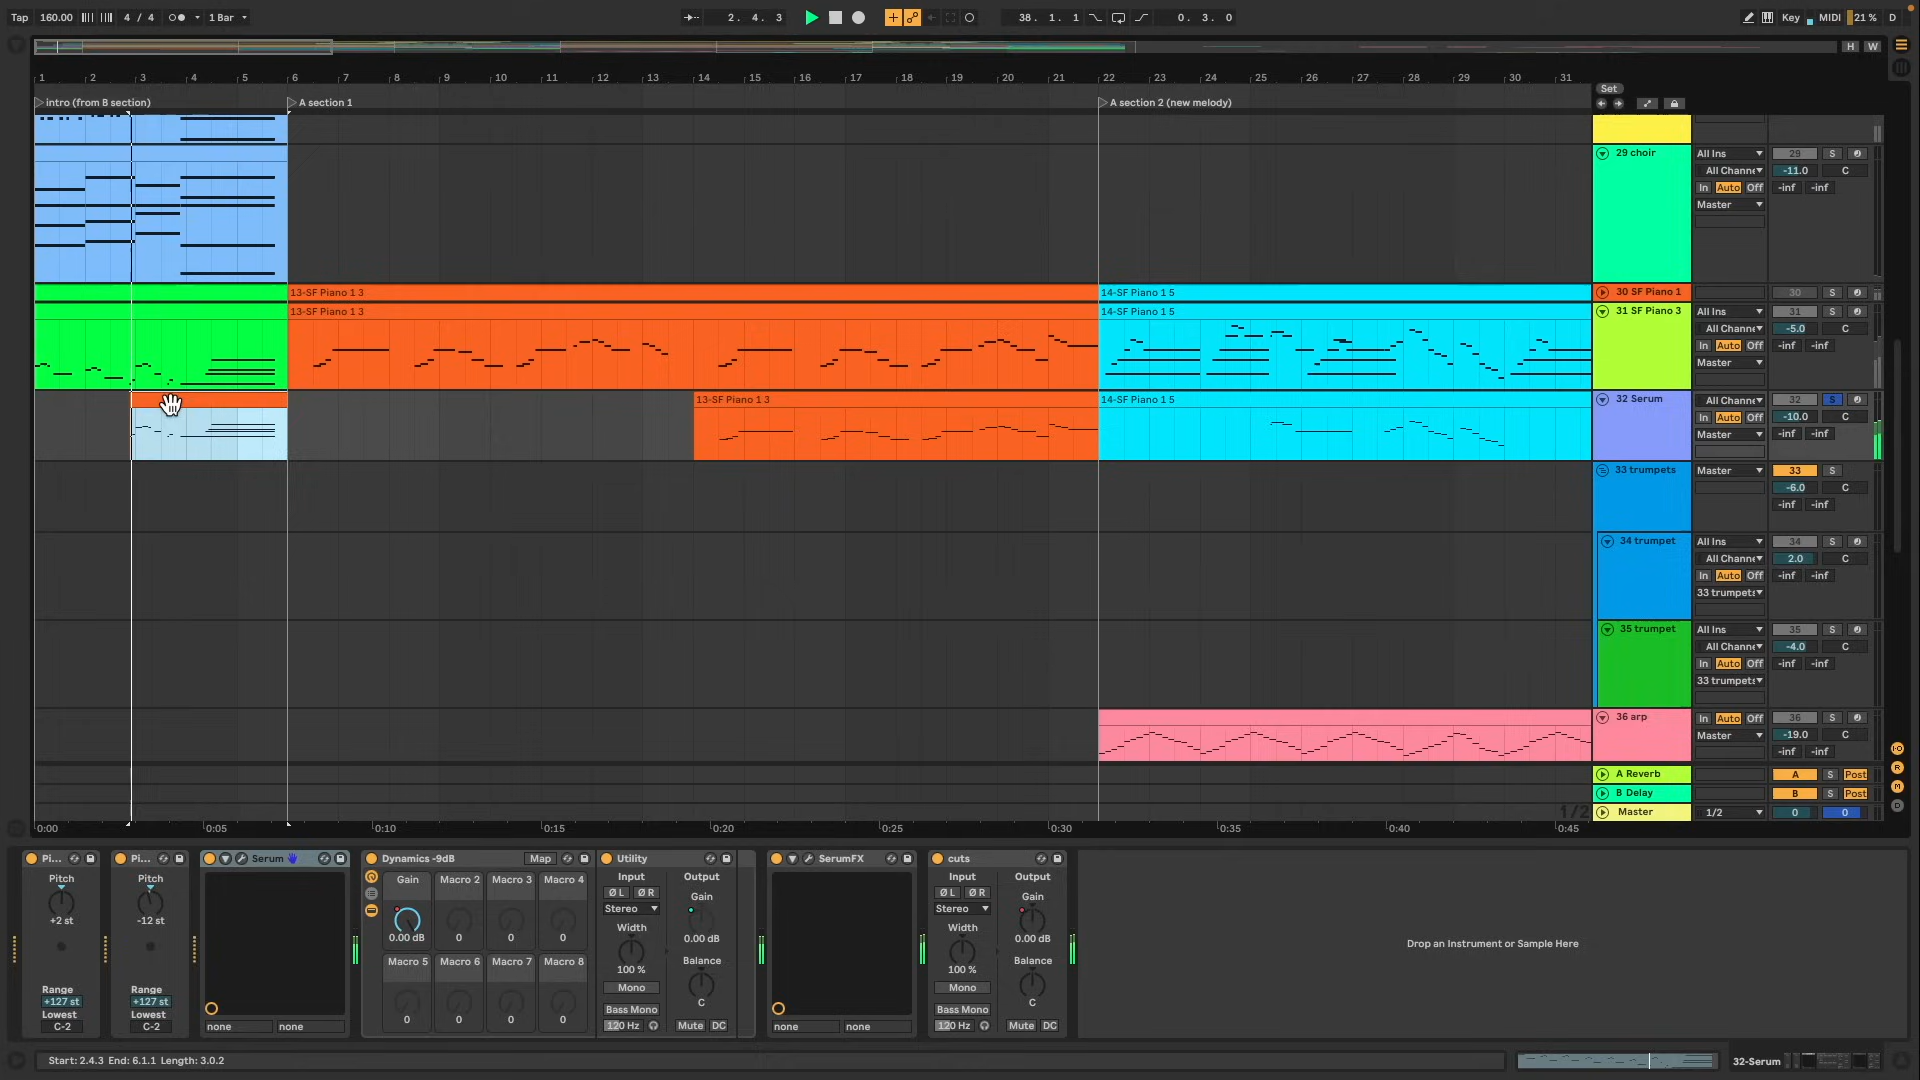 Tap 160.00 4 / 4 1 Bar 2. 4. 3 38. 1. 1 0. 3. 0 Key MIDI 21 % D
H W
1 2 3 4 5 6 7 8 9 10 11 12 13 14 15 16 17 18 19 20 21 22 23 24 25 26 27 28 29 30 31
Set
intro (from B section) A section 1 A section 2 (new melody)
29 choir All Ins 29 S
All Channe -11.0 C
In Auto Off -inf -inf
Master
13-SF Piano 1 3 14-SF Piano 1 5 30 SF Piano 1 30 S
13-SF Piano 1 3 14-SF Piano 1 5 31 SF Piano 3 All Ins 31 S
All Channe -5.0 C
In Auto Off -inf -inf
Master
13-SF Piano 1 3 14-SF Piano 1 5 32 Serum All Channe 32 S
In Auto Off -10.0 C
Master -inf -inf
33 trumpets Master 33 S
-6.0 C
-inf -inf
34 trumpet All Ins 34 S
All Channe 2.0 C
In Auto Off -inf -inf
33 trumpets
35 trumpet All Ins 35 S
All Channe -4.0 C
In Auto Off -inf -inf
33 trumpets
36 arp In Auto Off 36 S
Master -19.0 C
-inf -inf
A Reverb A S Post
B Delay B S Post
1/2 Master 1/2 0 0
0:00 0:05 0:10 0:15 0:20 0:25 0:30 0:35 0:40 0:45
Pi... Pi... Serum Dynamics -9dB Map Utility SerumFX cuts
Pitch Pitch Gain Macro 2 Macro 3 Macro 4 Input Output Input Output
Ø L Ø R Gain Ø L Ø R Gain
Stereo Stereo
+2 st -12 st Width Width
0.00 dB 0 0 0 0.00 dB 0.00 dB
Macro 5 Macro 6 Macro 7 Macro 8 100 % Balance 100 % Balance
Range Range Mono Mono
+127 st +127 st C C
Lowest Lowest Bass Mono Bass Mono
C-2 C-2 none none 0 0 0 0 120 Hz Mute DC none none 120 Hz Mute DC
Drop an Instrument or Sample Here
Start: 2.4.3 End: 6.1.1 Length: 3.0.2 32-Serum